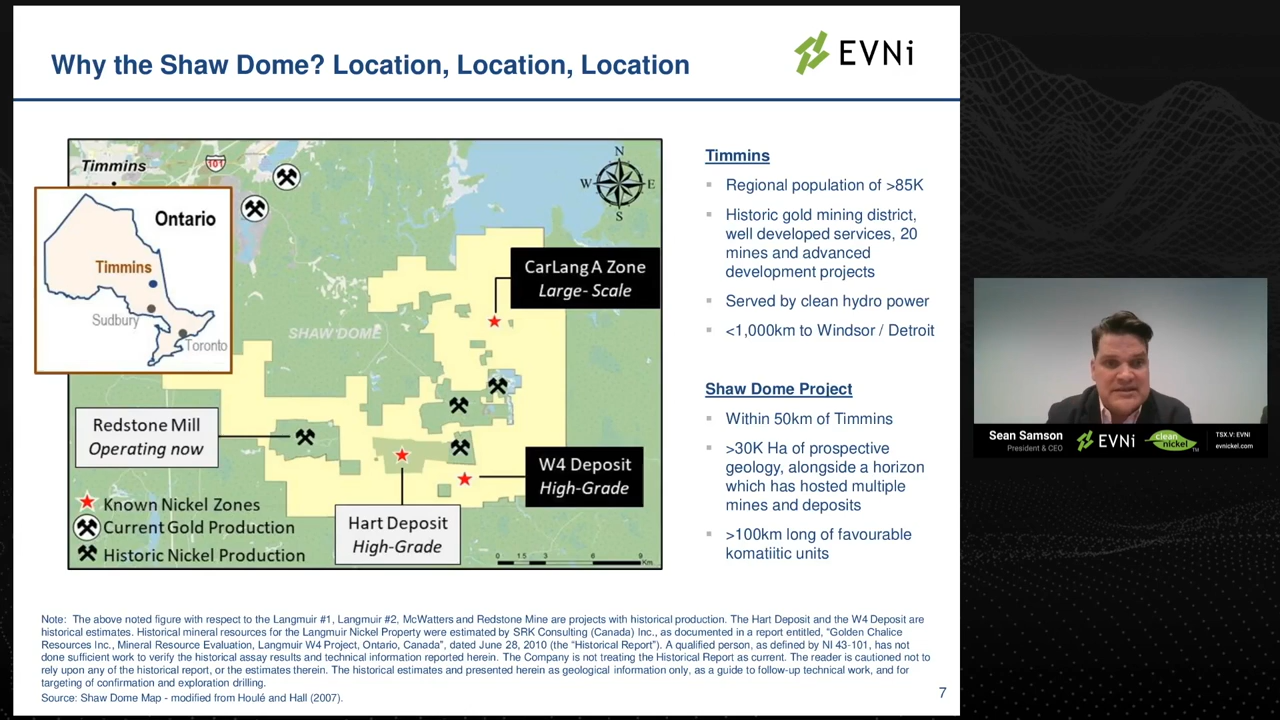 Why the Shaw Dome? Location, Location, Location
EVNi
Timmins
101
N
W
E
S
Ontario
Timmins
Sudbury
Toronto
SHAW DOME
CarLang A Zone
Large- Scale
Redstone Mill
Operating now
W4 Deposit
High-Grade
Hart Deposit
High-Grade
Known Nickel Zones
Current Gold Production
Historic Nickel Production
0 1.5 3 6 9 Km
Timmins
▪ Regional population of >85K
▪ Historic gold mining district,
well developed services, 20
mines and advanced
development projects
▪ Served by clean hydro power
▪ <1,000km to Windsor / Detroit
Shaw Dome Project
▪ Within 50km of Timmins
▪ >30K Ha of prospective
geology, alongside a horizon
which has hosted multiple
mines and deposits
▪ >100km long of favourable
komatiitic units
Note: The above noted figure with respect to the Langmuir #1, Langmuir #2, McWatters and Redstone Mine are projects with historical production. The Hart Deposit and the W4 Deposit are
historical estimates. Historical mineral resources for the Langmuir Nickel Property were estimated by SRK Consulting (Canada) Inc., as documented in a report entitled, “Golden Chalice
Resources Inc., Mineral Resource Evaluation, Langmuir W4 Project, Ontario, Canada”, dated June 28, 2010 (the “Historical Report”). A qualified person, as defined by NI 43-101, has not
done sufficient work to verify the historical assay results and technical information reported herein. The Company is not treating the Historical Report as current. The reader is cautioned not to
rely upon any of the historical report, or the estimates therein. The historical estimates and presented herein as geological information only, as a guide to follow-up technical work, and for
targeting of confirmation and exploration drilling.
Source: Shaw Dome Map - modified from Houlé and Hall (2007).
7
Sean Samson
President & CEO
EVNi
clean
nickel
TM
TSX.V: EVNI
evnickel.com